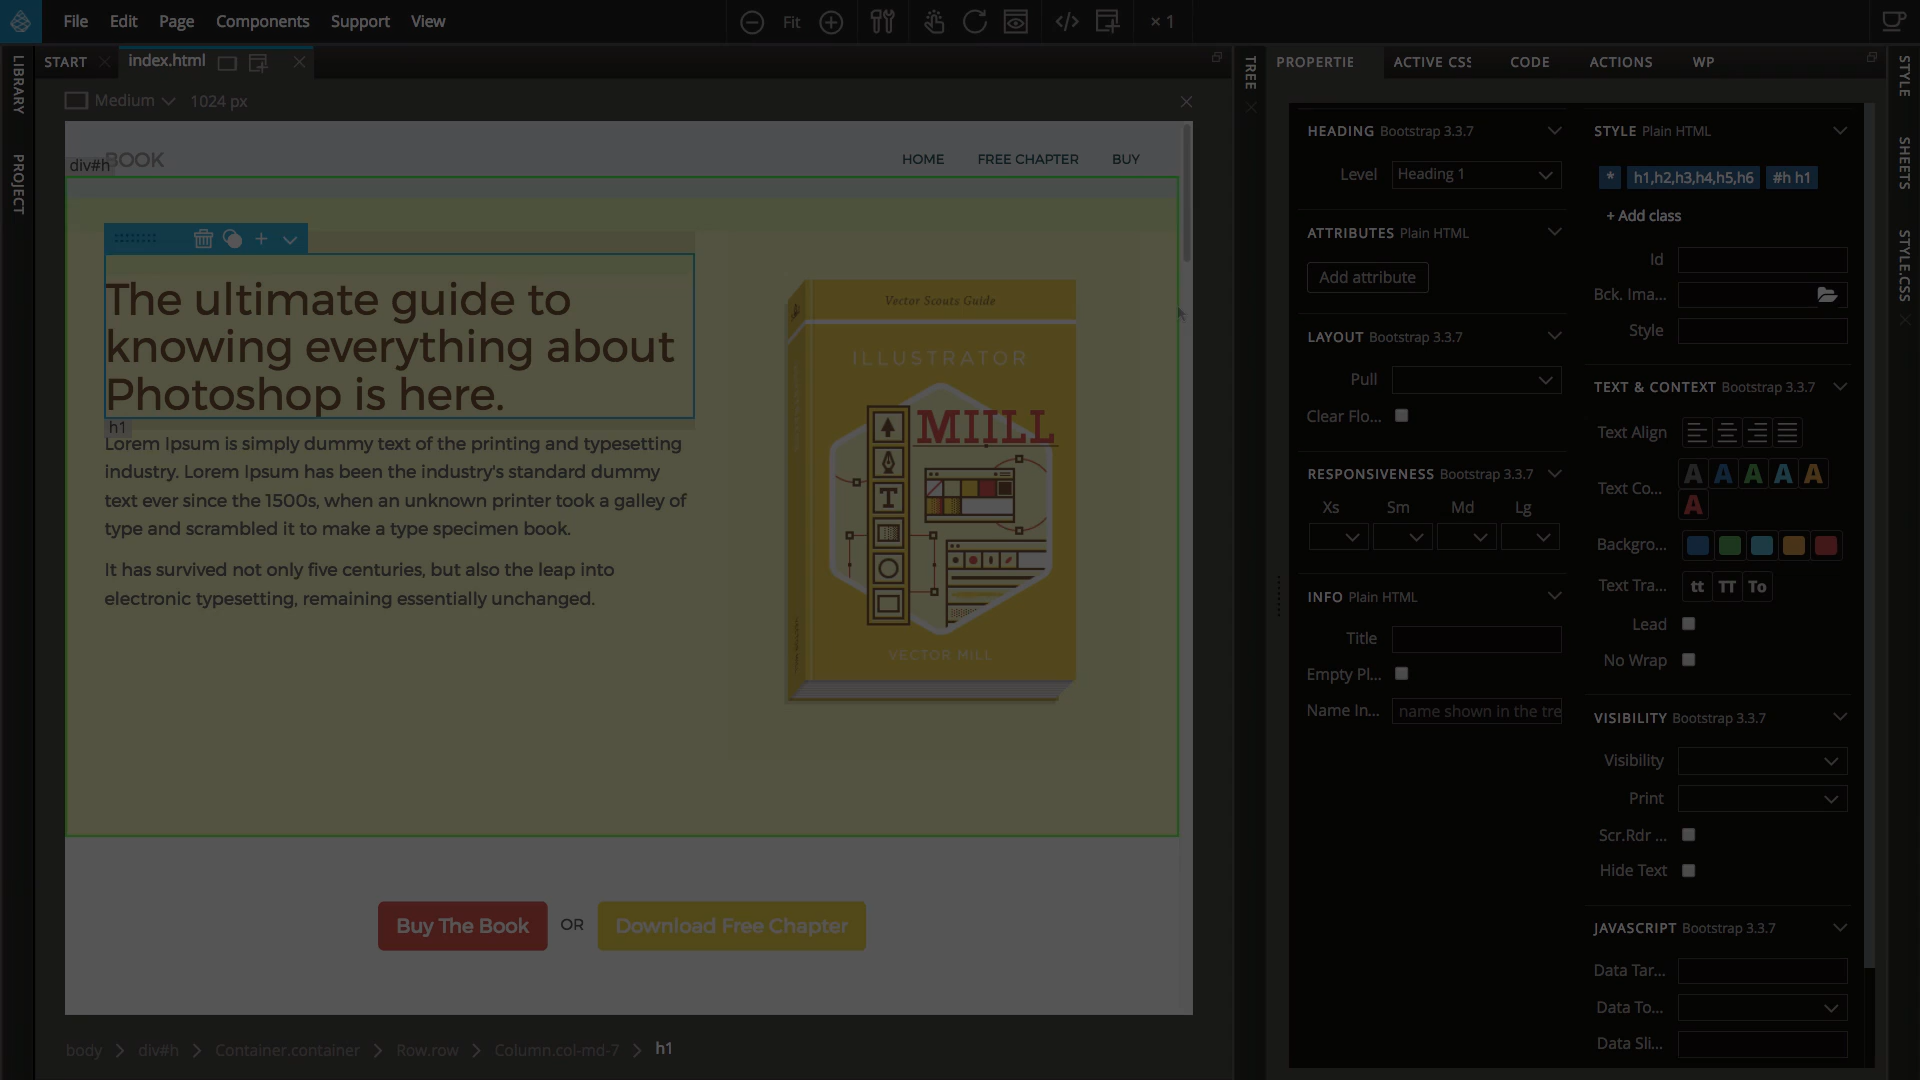 File Edit Page Components Support View
Fit
× 1
LIBRARY
PROJECT
START
index.html
Medium 1024 px
BOOK
div#h
HOME FREE CHAPTER BUY
The ultimate guide to
knowing everything about
Photoshop is here.
h1
Lorem Ipsum is simply dummy text of the printing and typesetting
industry. Lorem Ipsum has been the industry's standard dummy
text ever since the 1500s, when an unknown printer took a galley of
type and scrambled it to make a type specimen book.
It has survived not only five centuries, but also the leap into
electronic typesetting, remaining essentially unchanged.
Vector Scouts Guide
ILLUSTRATOR
MIILL
T
VECTOR MILL
Buy The Book
OR
Download Free Chapter
body div#h Container.container Row.row Column.col-md-7 h1
TREE
PROPERTIE ACTIVE CSS CODE ACTIONS WP
HEADING Bootstrap 3.3.7
Level Heading 1
ATTRIBUTES Plain HTML
Add attribute
LAYOUT Bootstrap 3.3.7
Pull
Clear Flo...
RESPONSIVENESS Bootstrap 3.3.7
Xs Sm Md Lg
INFO Plain HTML
Title
Empty Pl...
Name In... name shown in the tre
STYLE Plain HTML
* h1,h2,h3,h4,h5,h6 #h h1
+ Add class
Id
Bck. Ima...
Style
TEXT & CONTEXT Bootstrap 3.3.7
Text Align
Text Co... A A A A A
A
Backgro...
Text Tra... tt TT To
Lead
No Wrap
VISIBILITY Bootstrap 3.3.7
Visibility
Print
Scr.Rdr ...
Hide Text
JAVASCRIPT Bootstrap 3.3.7
Data Tar...
Data To...
Data Sli...
STYLE
SHEETS
STYLE.CSS